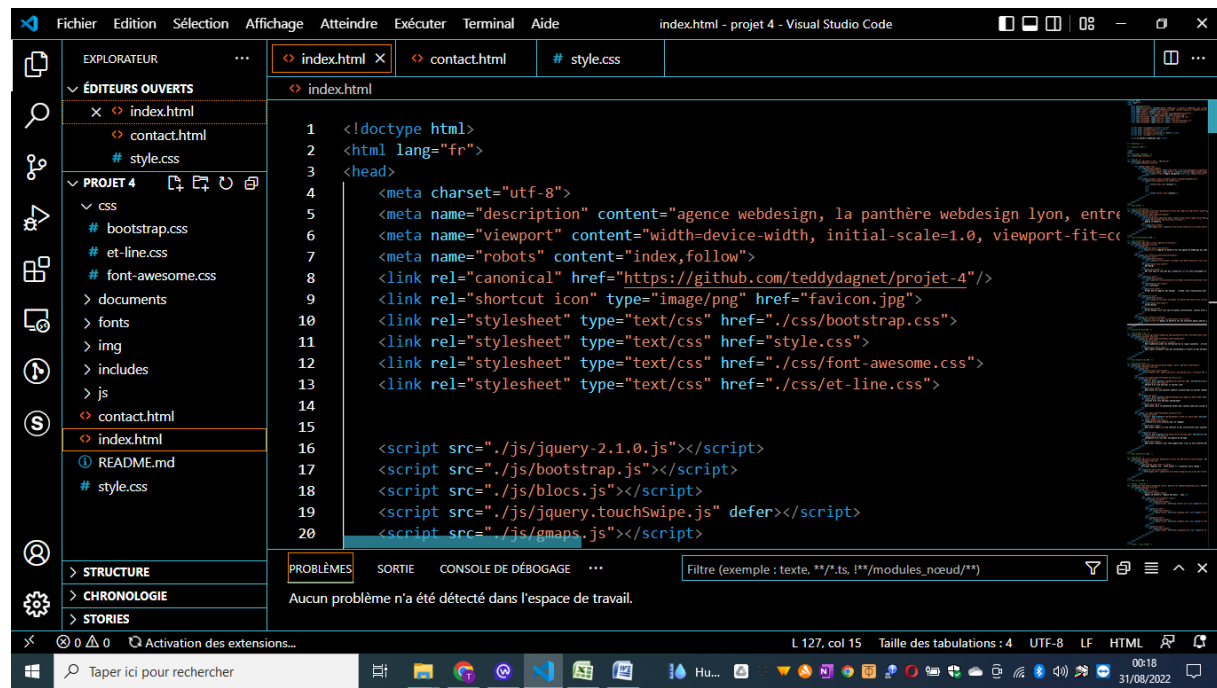 Fichier Edition Sélection Affichage Atteindre Exécuter Terminal Aide index.html - projet 4 - Visual Studio Code
EXPLORATEUR
index.html contact.html # style.css
ÉDITEURS OUVERTS
index.html
index.html
contact.html
# style.css
PROJET 4
css
# bootstrap.css
# et-line.css
# font-awesome.css
documents
fonts
img
includes
js
contact.html
index.html
README.md
# style.css
STRUCTURE
CHRONOLOGIE
STORIES
1 <!doctype html>
2 <html lang="fr">
3 <head>
4 <meta charset="utf-8">
5 <meta name="description" content="agence webdesign, la panthère webdesign lyon, entre
6 <meta name="viewport" content="width=device-width, initial-scale=1.0, viewport-fit=co
7 <meta name="robots" content="index,follow">
8 <link rel="canonical" href="https://github.com/teddydagnet/projet-4"/>
9 <link rel="shortcut icon" type="image/png" href="favicon.jpg">
10 <link rel="stylesheet" type="text/css" href="./css/bootstrap.css">
11 <link rel="stylesheet" type="text/css" href="style.css">
12 <link rel="stylesheet" type="text/css" href="./css/font-awesome.css">
13 <link rel="stylesheet" type="text/css" href="./css/et-line.css">
14
15
16 <script src="./js/jquery-2.1.0.js"></script>
17 <script src="./js/bootstrap.js"></script>
18 <script src="./js/blocs.js"></script>
19 <script src="./js/jquery.touchSwipe.js" defer></script>
20 <script src="./js/gmaps.js"></script>
PROBLÈMES SORTIE CONSOLE DE DÉBOGAGE ··· Filtre (exemple : texte, **/*.ts, !**/modules_nœud/**)
Aucun problème n'a été détecté dans l'espace de travail.
0 0 Activation des extensions... L 127, col 15 Taille des tabulations : 4 UTF-8 LF HTML
Taper ici pour rechercher Hu... 00:18
31/08/2022